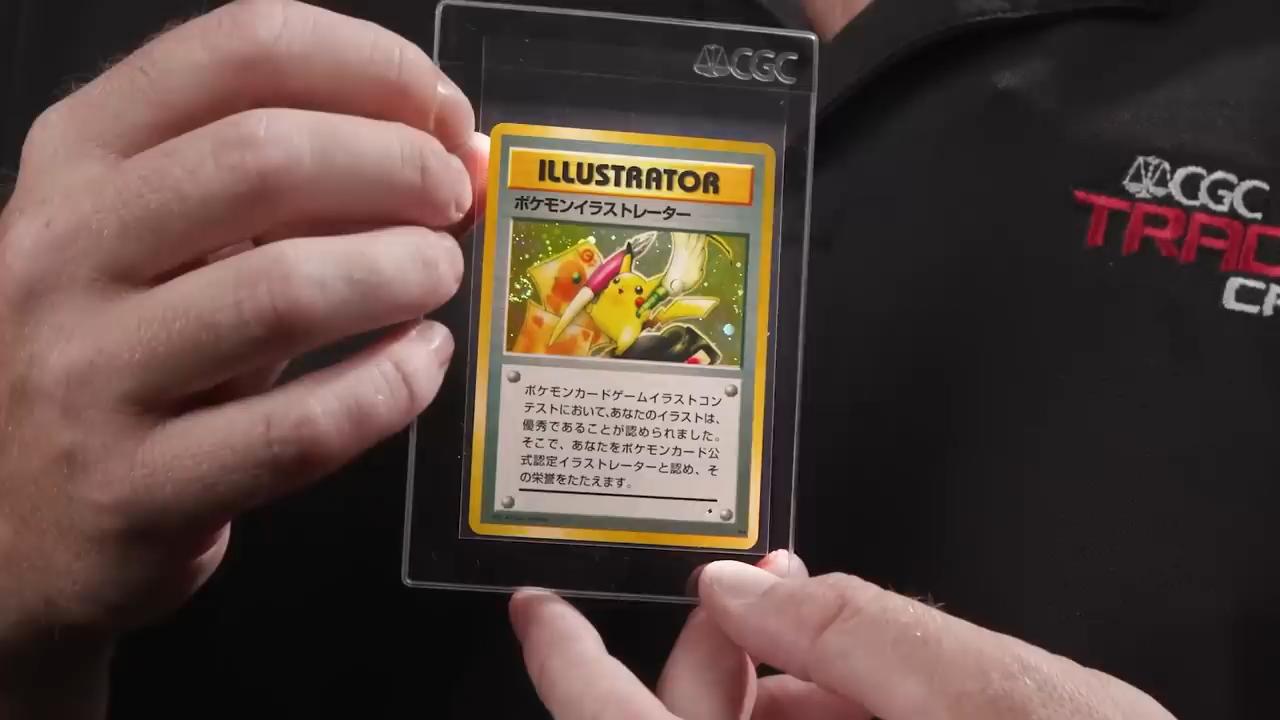 CGC
ILLUSTRATOR
ポケモンイラストレーター
ポケモンカードゲームイラストコン
テストにおいて、あなたのイラストは、
優秀であることが認められました。
そこで、あなたをポケモンカード公
式認定イラストレーターと認め、そ
の栄誉をたたえます。
CGC